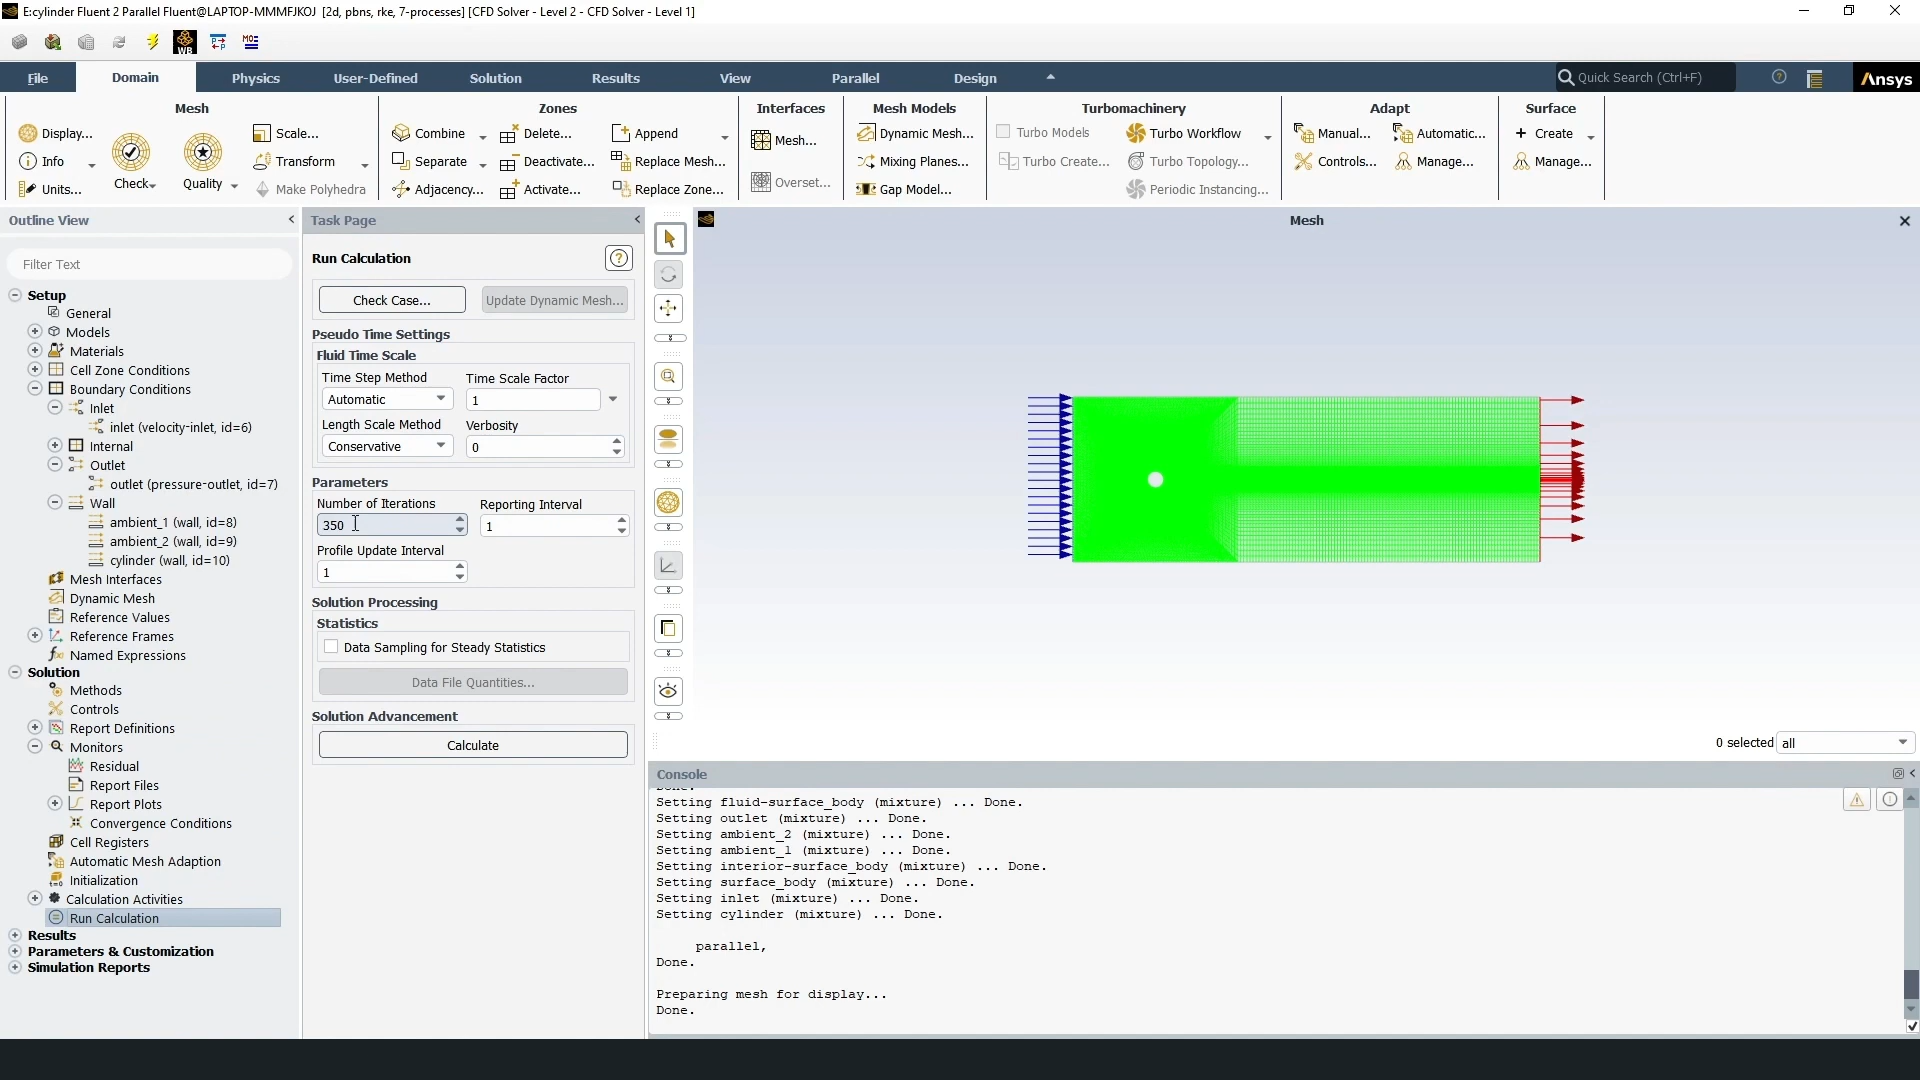 E:cylinder Fluent 2 Parallel Fluent@LAPTOP-MMMFJKOJ [2d, pbns, rke, 7-processes] [CFD Solver - Level 2 - CFD Solver - Level 1]
WB
File Domain Physics User-Defined Solution Results View Parallel Design Quick Search (Ctrl+F) Ansys
Mesh Zones Interfaces Mesh Models Turbomachinery Adapt Surface
Display... Scale... Combine Delete... Append Mesh... Dynamic Mesh... Turbo Models Turbo Workflow Manual... Automatic... Create
Info Check Quality Transform Separate Deactivate... Replace Mesh... Mixing Planes... Turbo Create... Turbo Topology... Controls... Manage... Manage...
Units... Make Polyhedra Adjacency... Activate... Replace Zone... Overset... Gap Model... Periodic Instancing...
Outline View
Filter Text
Setup
General
Models
Materials
Cell Zone Conditions
Boundary Conditions
Inlet
inlet (velocity-inlet, id=6)
Internal
Outlet
outlet (pressure-outlet, id=7)
Wall
ambient_1 (wall, id=8)
ambient_2 (wall, id=9)
cylinder (wall, id=10)
Mesh Interfaces
Dynamic Mesh
Reference Values
Reference Frames
Named Expressions
Solution
Methods
Controls
Report Definitions
Monitors
Residual
Report Files
Report Plots
Convergence Conditions
Cell Registers
Automatic Mesh Adaption
Initialization
Calculation Activities
Run Calculation
Results
Parameters & Customization
Simulation Reports
Task Page
Run Calculation
Check Case... Update Dynamic Mesh...
Pseudo Time Settings
Fluid Time Scale
Time Step Method Time Scale Factor
Automatic 1
Length Scale Method Verbosity
Conservative 0
Parameters
Number of Iterations Reporting Interval
350 1
Profile Update Interval
1
Solution Processing
Statistics
Data Sampling for Steady Statistics
Data File Quantities...
Solution Advancement
Calculate
Mesh
0 selected all
Console
Done.
Setting fluid-surface_body (mixture) ... Done.
Setting outlet (mixture) ... Done.
Setting ambient_2 (mixture) ... Done.
Setting ambient_1 (mixture) ... Done.
Setting interior-surface_body (mixture) ... Done.
Setting surface_body (mixture) ... Done.
Setting inlet (mixture) ... Done.
Setting cylinder (mixture) ... Done.
parallel,
Done.
Preparing mesh for display...
Done.